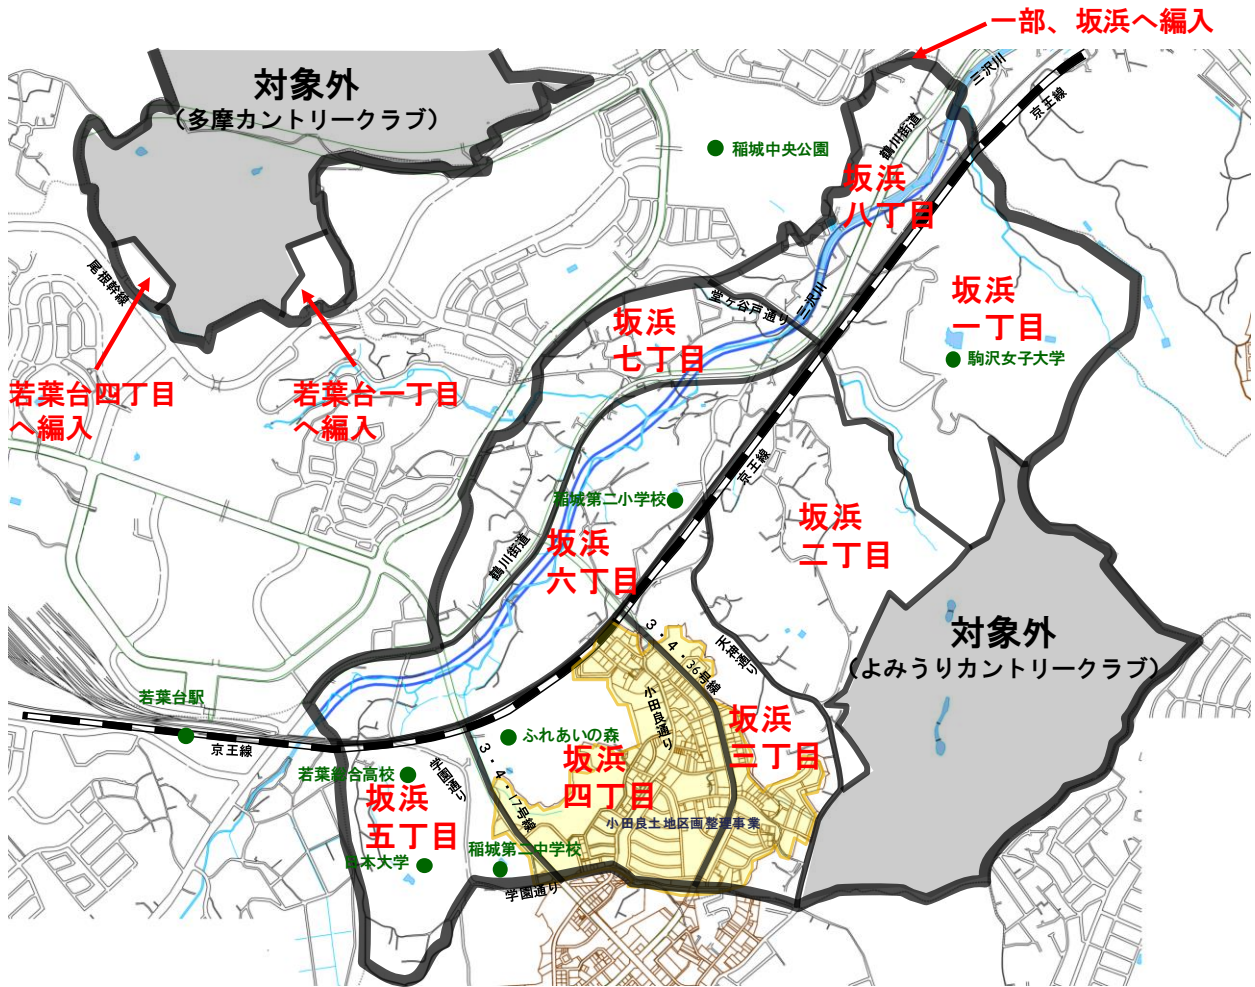 一部、坂浜へ編入
対象外
（多摩カントリークラブ）
三沢川
京王線
鶴川街道
稲城中央公園
坂浜
八丁目
尾根幹線
坂浜
一丁目
駒沢女子大学
堂ヶ谷戸通り
三沢川
坂浜
七丁目
若葉台四丁目
へ編入
若葉台一丁目
へ編入
京王線
稲城第二小学校
坂浜
二丁目
鶴川街道
坂浜
六丁目
対象外
（よみうりカントリークラブ）
3・4・36号線
天神通り
小田良通り
若葉台駅
京王線
ふれあいの森
坂浜
三丁目
坂浜
四丁目
若葉総合高校
学園通り
3・4・17号線
坂浜
五丁目
小田良土地区画整理事業
日本大学
稲城第二中学校
学園通り